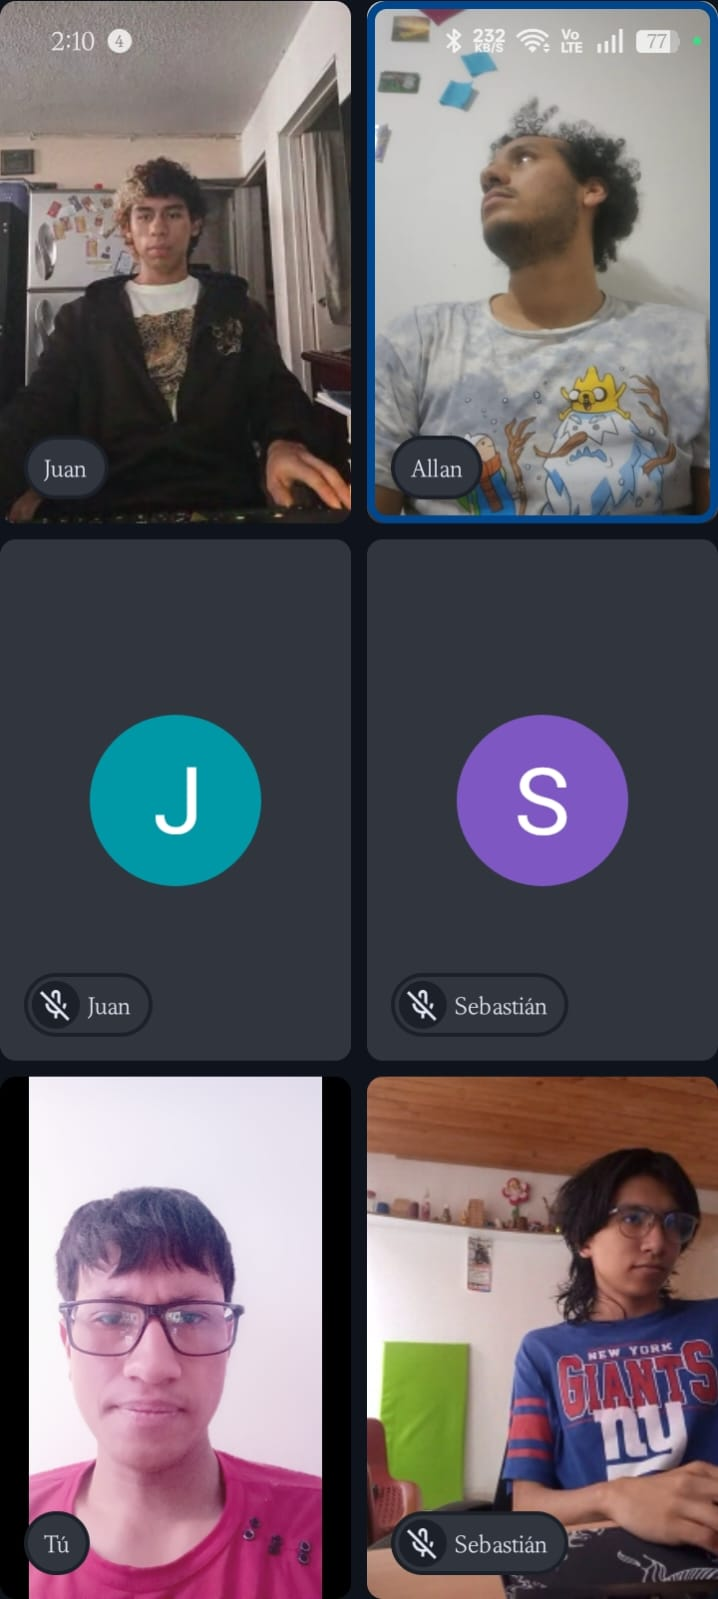 2:10 4 232 KB/S Vo LTE 77
Juan
Allan
J
S
Juan
Sebastián
NEW YORK
GIANTS
ny
Tú
Sebastián